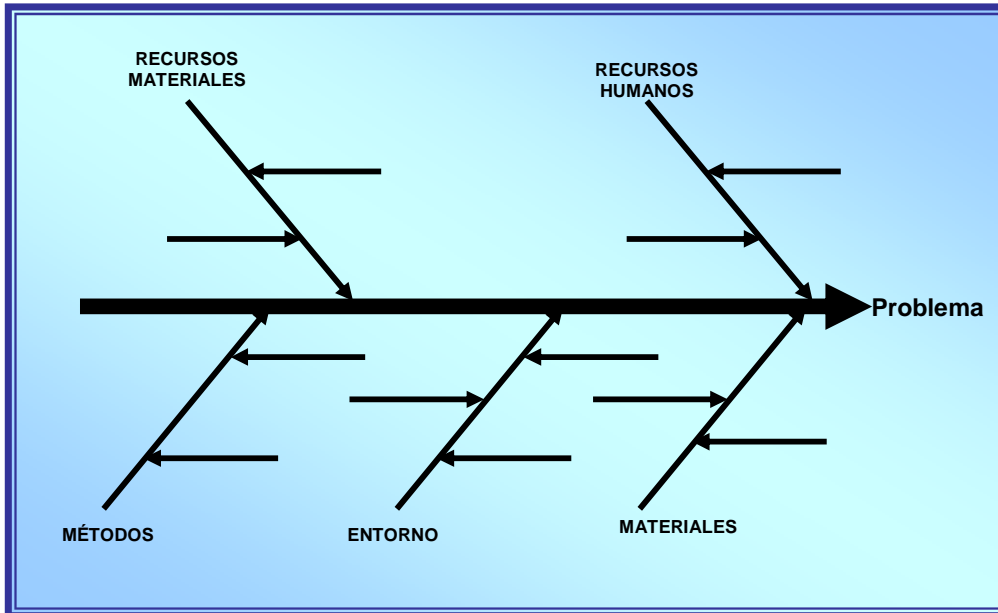 RECURSOS
MATERIALES
RECURSOS
HUMANOS
Problema
MÉTODOS
ENTORNO
MATERIALES